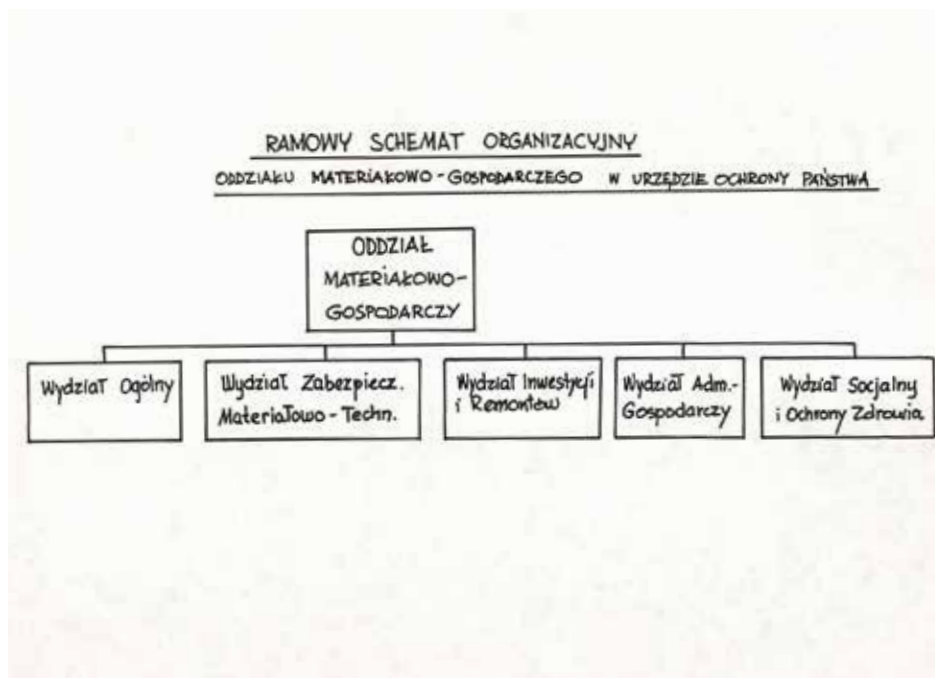 RAMOWY SCHEMAT ORGANIZACYJNY
ODDZIAŁU MATERIAŁOWO-GOSPODARCZEGO W URZĘDZIE OCHRONY PAŃSTWA
ODDZIAŁ
MATERIAŁOWO-
GOSPODARCZY
Wydział Ogólny
Wydział Zabezpiecz.
Materiałowo-Techn.
Wydział Inwestycji
i Remontów
Wydział Adm.-
Gospodarczy
Wydział Socjalny
i Ochrony Zdrowia